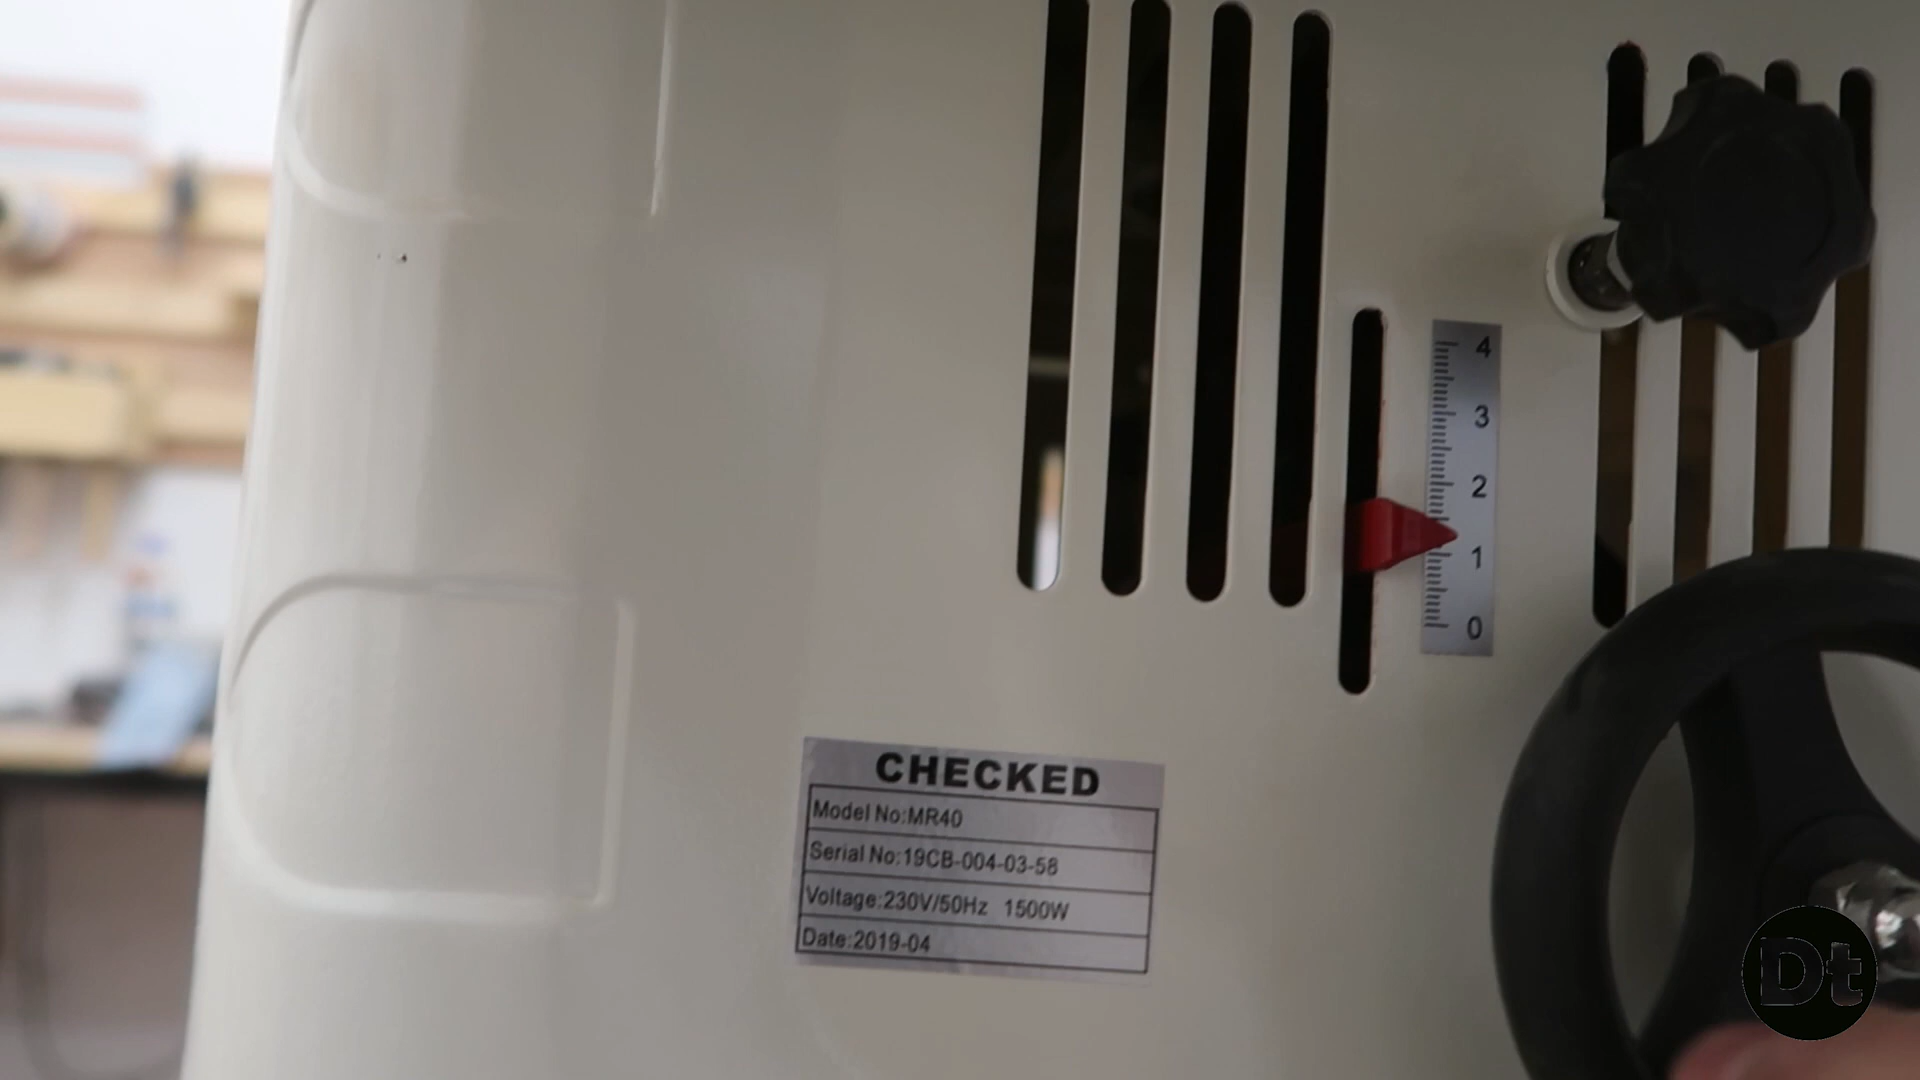 4
3
2
1
0
CHECKED
Model No:MR40
Serial No:19CB-004-03-58
Voltage:230V/50Hz 1500W
Date:2019-04
Dt